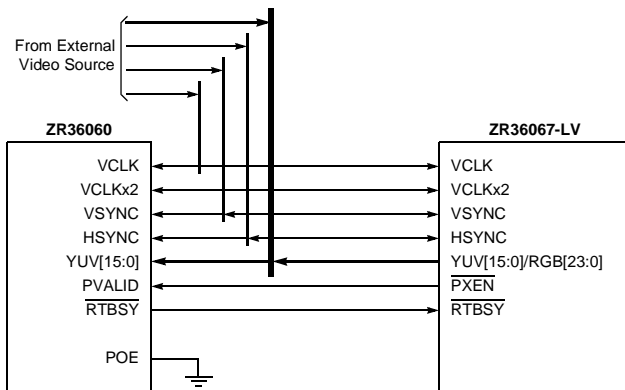 From External
Video Source
ZR36060
ZR36067-LV
VCLK
VCLK
VCLKx2
VCLKx2
VSYNC
VSYNC
HSYNC
HSYNC
YUV[15:0]
YUV[15:0]/RGB[23:0]
PVALID
PXEN
RTBSY
RTBSY
POE